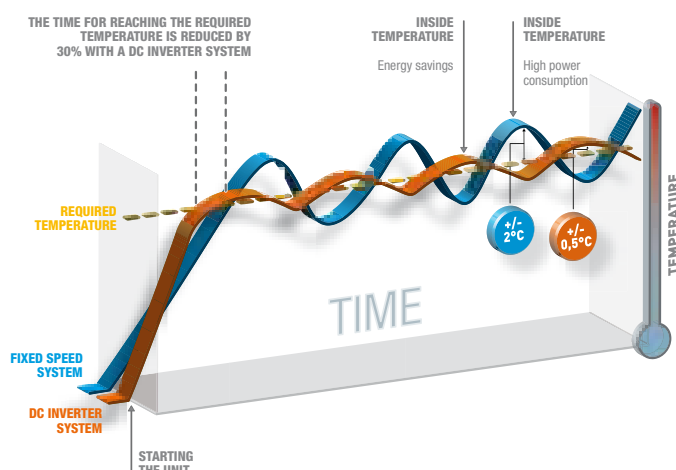 THE TIME FOR REACHING THE REQUIRED
TEMPERATURE IS REDUCED BY
30% WITH A DC INVERTER SYSTEM
INSIDE
TEMPERATURE
Energy savings
INSIDE
TEMPERATURE
High power
consumption
REQUIRED
TEMPERATURE
+/-
2°C
+/-
0,5°C
TEMPERATURE
TIME
FIXED SPEED
SYSTEM
DC INVERTER
SYSTEM
STARTING
THE UNIT